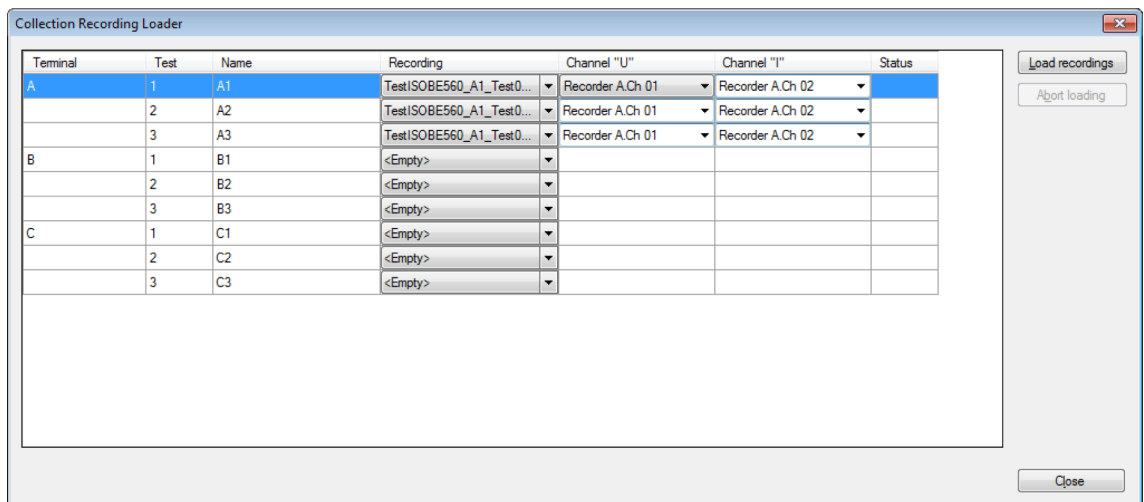 Collection Recording Loader
Terminal Test Name Recording Channel "U" Channel "I" Status
A 1 A1 TestISOBE560_A1_Test0... Recorder A.Ch 01 Recorder A.Ch 02
2 A2 TestISOBE560_A1_Test0... Recorder A.Ch 01 Recorder A.Ch 02
3 A3 TestISOBE560_A1_Test0... Recorder A.Ch 01 Recorder A.Ch 02
B 1 B1 <Empty>
2 B2 <Empty>
3 B3 <Empty>
C 1 C1 <Empty>
2 C2 <Empty>
3 C3 <Empty>
Load recordings
Abort loading
Close